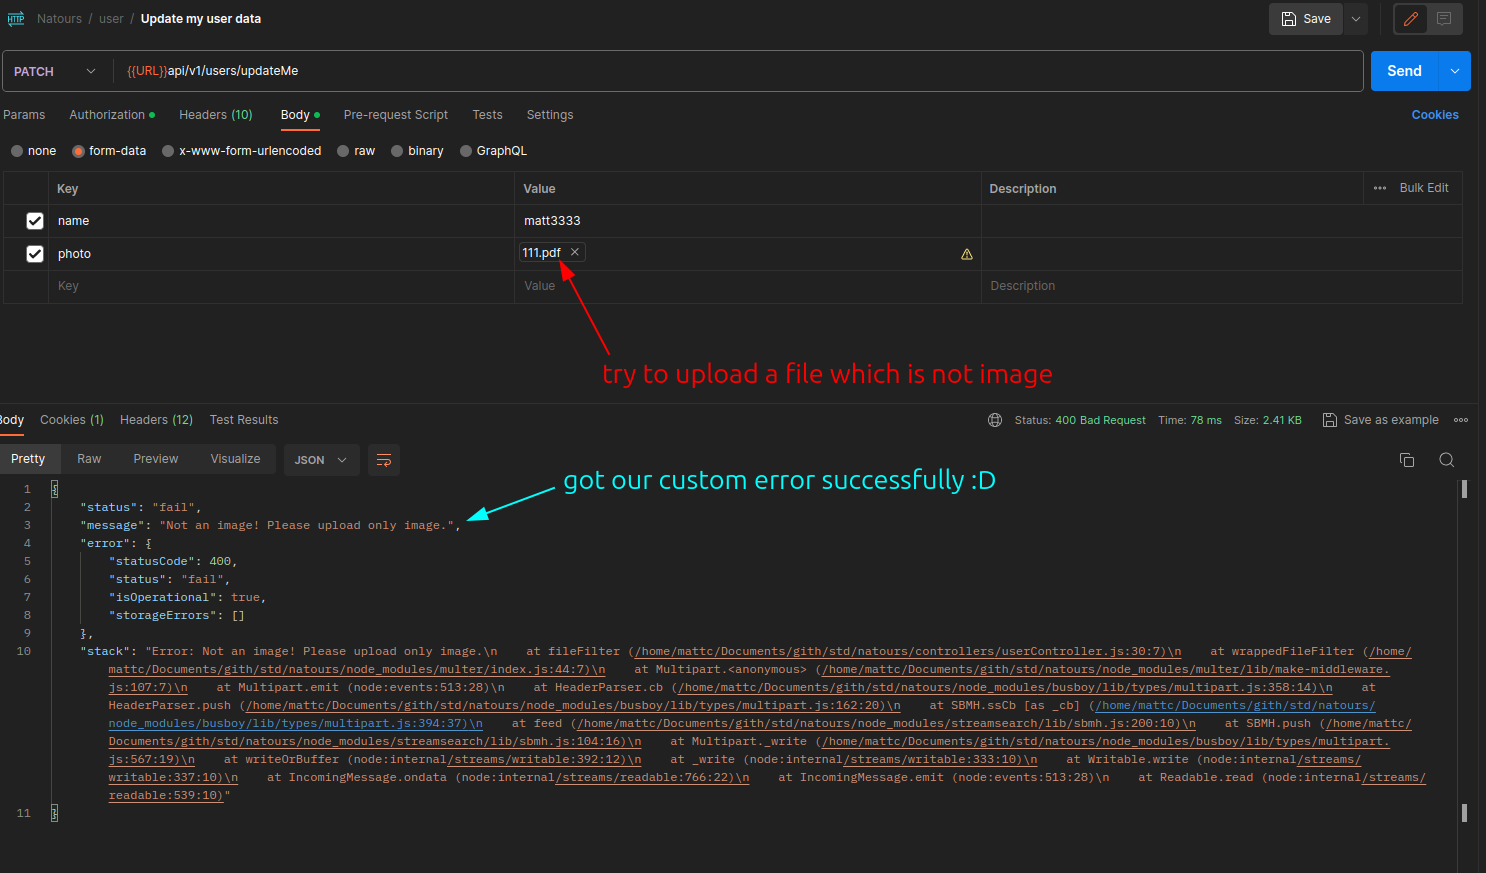 HTTP Natours / user / Update my user data Save
PATCH {{URL}}api/v1/users/updateMe Send
Params Authorization Headers (10) Body Pre-request Script Tests Settings Cookies
none form-data x-www-form-urlencoded raw binary GraphQL
Key Value Description Bulk Edit
name matt3333
photo 111.pdf
Key Value Description
try to upload a file which is not image
Body Cookies (1) Headers (12) Test Results Status: 400 Bad Request Time: 78 ms Size: 2.41 KB Save as example
Pretty Raw Preview Visualize JSON
got our custom error successfully :D
1 {
2 "status": "fail",
3 "message": "Not an image! Please upload only image.",
4 "error": {
5 "statusCode": 400,
6 "status": "fail",
7 "isOperational": true,
8 "storageErrors": []
9 },
10 "stack": "Error: Not an image! Please upload only image.\n    at fileFilter (/home/mattc/Documents/gith/std/natours/controllers/userController.js:30:7)\n    at wrappedFileFilter (/home/
mattc/Documents/gith/std/natours/node_modules/multer/index.js:44:7)\n    at Multipart.<anonymous> (/home/mattc/Documents/gith/std/natours/node_modules/multer/lib/make-middleware.
js:107:7)\n    at Multipart.emit (node:events:513:28)\n    at HeaderParser.cb (/home/mattc/Documents/gith/std/natours/node_modules/busboy/lib/types/multipart.js:358:14)\n    at
HeaderParser.push (/home/mattc/Documents/gith/std/natours/node_modules/busboy/lib/types/multipart.js:162:20)\n    at SBMH.ssCb [as _cb] (/home/mattc/Documents/gith/std/natours/
node_modules/busboy/lib/types/multipart.js:394:37)\n    at feed (/home/mattc/Documents/gith/std/natours/node_modules/streamsearch/lib/sbmh.js:200:10)\n    at SBMH.push (/home/mattc/
Documents/gith/std/natours/node_modules/streamsearch/lib/sbmh.js:104:16)\n    at Multipart._write (/home/mattc/Documents/gith/std/natours/node_modules/busboy/lib/types/multipart.
js:567:19)\n    at writeOrBuffer (node:internal/streams/writable:392:12)\n    at _write (node:internal/streams/writable:333:10)\n    at Writable.write (node:internal/streams/
writable:337:10)\n    at IncomingMessage.ondata (node:internal/streams/readable:766:22)\n    at IncomingMessage.emit (node:events:513:28)\n    at Readable.read (node:internal/streams/
readable:539:10)"
11 }